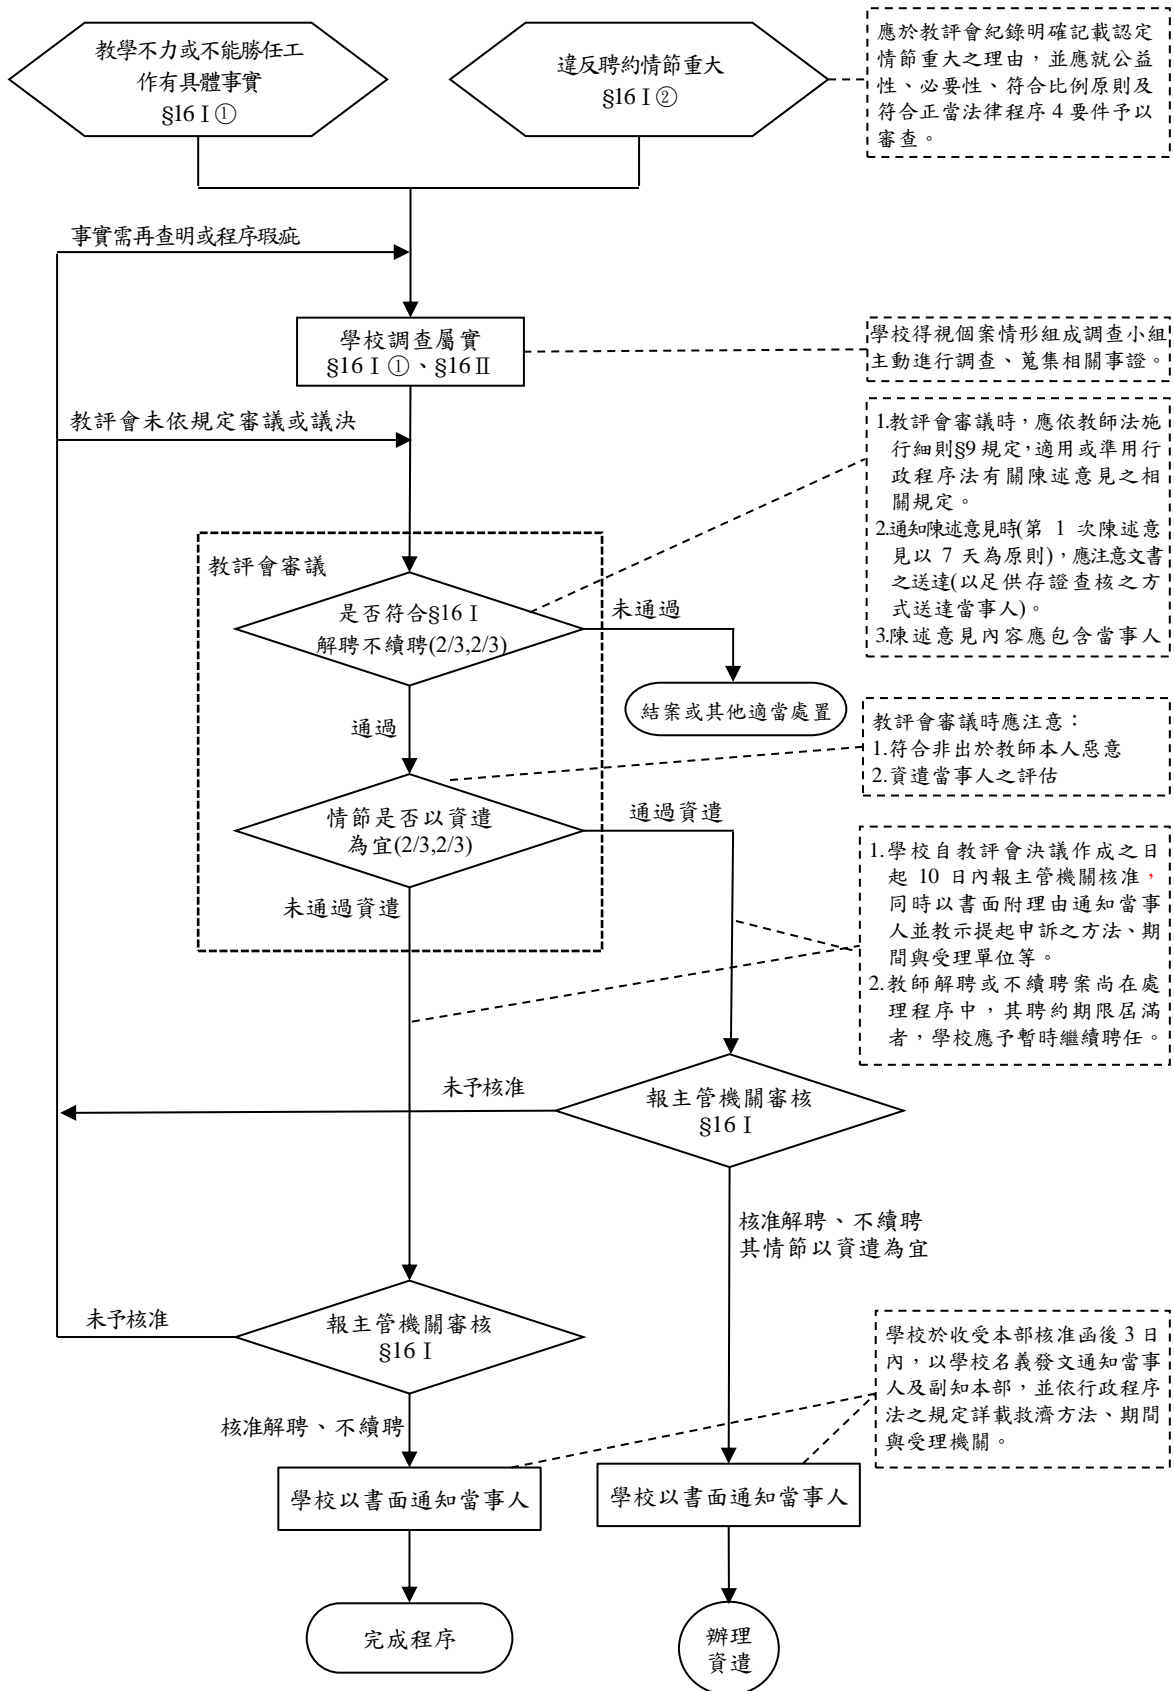 教學不力或不能勝任工
作有具體事實
§16Ⅰ①
違反聘約情節重大
§16Ⅰ②
應於教評會紀錄明確記載認定
情節重大之理由，並應就公益
性、必要性、符合比例原則及
符合正當法律程序 4 要件予以
審查。
事實需再查明或程序瑕疵
學校調查屬實
§16Ⅰ①、§16Ⅱ
學校得視個案情形組成調查小組
主動進行調查、蒐集相關事證。
教評會未依規定審議或議決
1.教評會審議時，應依教師法施
行細則§9 規定，適用或準用行
政程序法有關陳述意見之相
關規定。
2.通知陳述意見時(第 1 次陳述意
見以 7 天為原則)，應注意文書
之送達(以足供存證查核之方
式送達當事人)。
3.陳述意見內容應包含當事人
教評會審議
是否符合§16Ⅰ
解聘不續聘(2/3,2/3)
未通過
結案或其他適當處置
通過
教評會審議時應注意：
1.符合非出於教師本人惡意
2.資遣當事人之評估
情節是否以資遣
為宜(2/3,2/3)
通過資遣
未通過資遣
1.學校自教評會決議作成之日
起 10 日內報主管機關核准，
同時以書面附理由通知當事
人並教示提起申訴之方法、期
間與受理單位等。
2.教師解聘或不續聘案尚在處
理程序中，其聘約期限屆滿
者，學校應予暫時繼續聘任。
未予核准
報主管機關審核
§16Ⅰ
核准解聘、不續聘
其情節以資遣為宜
未予核准
報主管機關審核
§16Ⅰ
學校於收受本部核准函後 3 日
內，以學校名義發文通知當事
人及副知本部，並依行政程序
法之規定詳載救濟方法、期間
與受理機關。
核准解聘、不續聘
學校以書面通知當事人
學校以書面通知當事人
完成程序
辦理
資遣